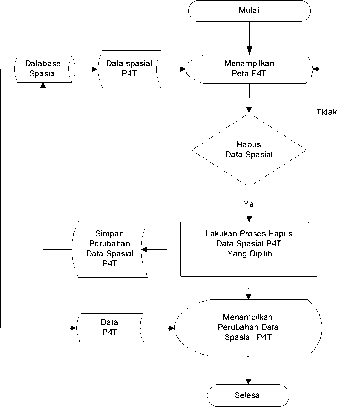 Mulai
Database
Spasial
Data spasial
P4T
Menampilkan
Peta P4T
Tidak
Hapus
Data Spasial
Ya
Simpan
Perubahan
Data Spasial
P4T
Lakukan Proses Hapus
Data Spasial P4T
Yang Dipilih
Data
P4T
Menampilkan
Perubahan Data
Spasial P4T
Selesai